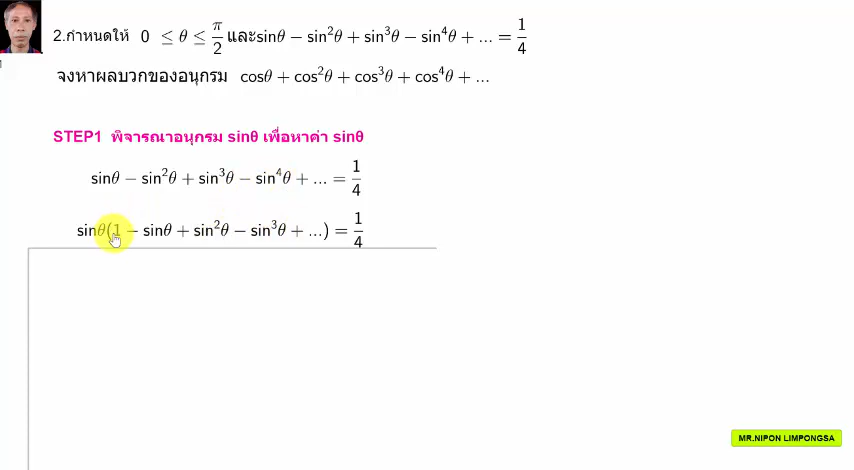 2.กำหนดให้ 0 ≤ θ ≤ π/2 และsinθ − sin²θ + sin³θ − sin⁴θ + ... = 1/4
จงหาผลบวกของอนุกรม cosθ + cos²θ + cos³θ + cos⁴θ + ...
STEP1 พิจารณาอนุกรม sinθ เพื่อหาค่า sinθ
sinθ − sin²θ + sin³θ − sin⁴θ + ... = 1/4
sinθ(1 − sinθ + sin²θ − sin³θ + ...) = 1/4
MR.NIPON LIMPONGSA